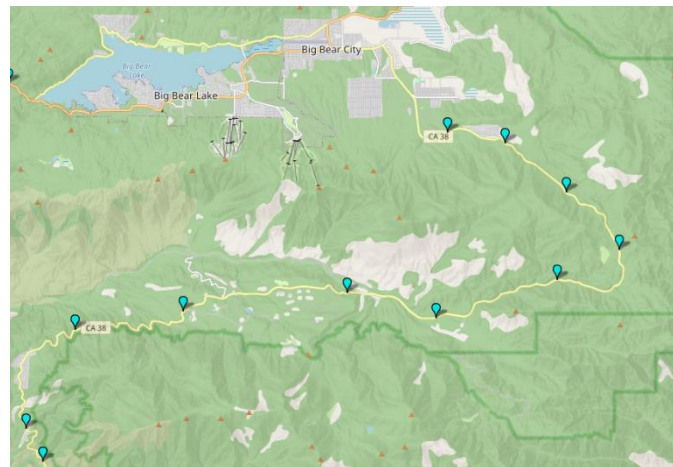 Big Bear City
Big Bear
Lake
Big Bear Lake
CA 38
CA 38